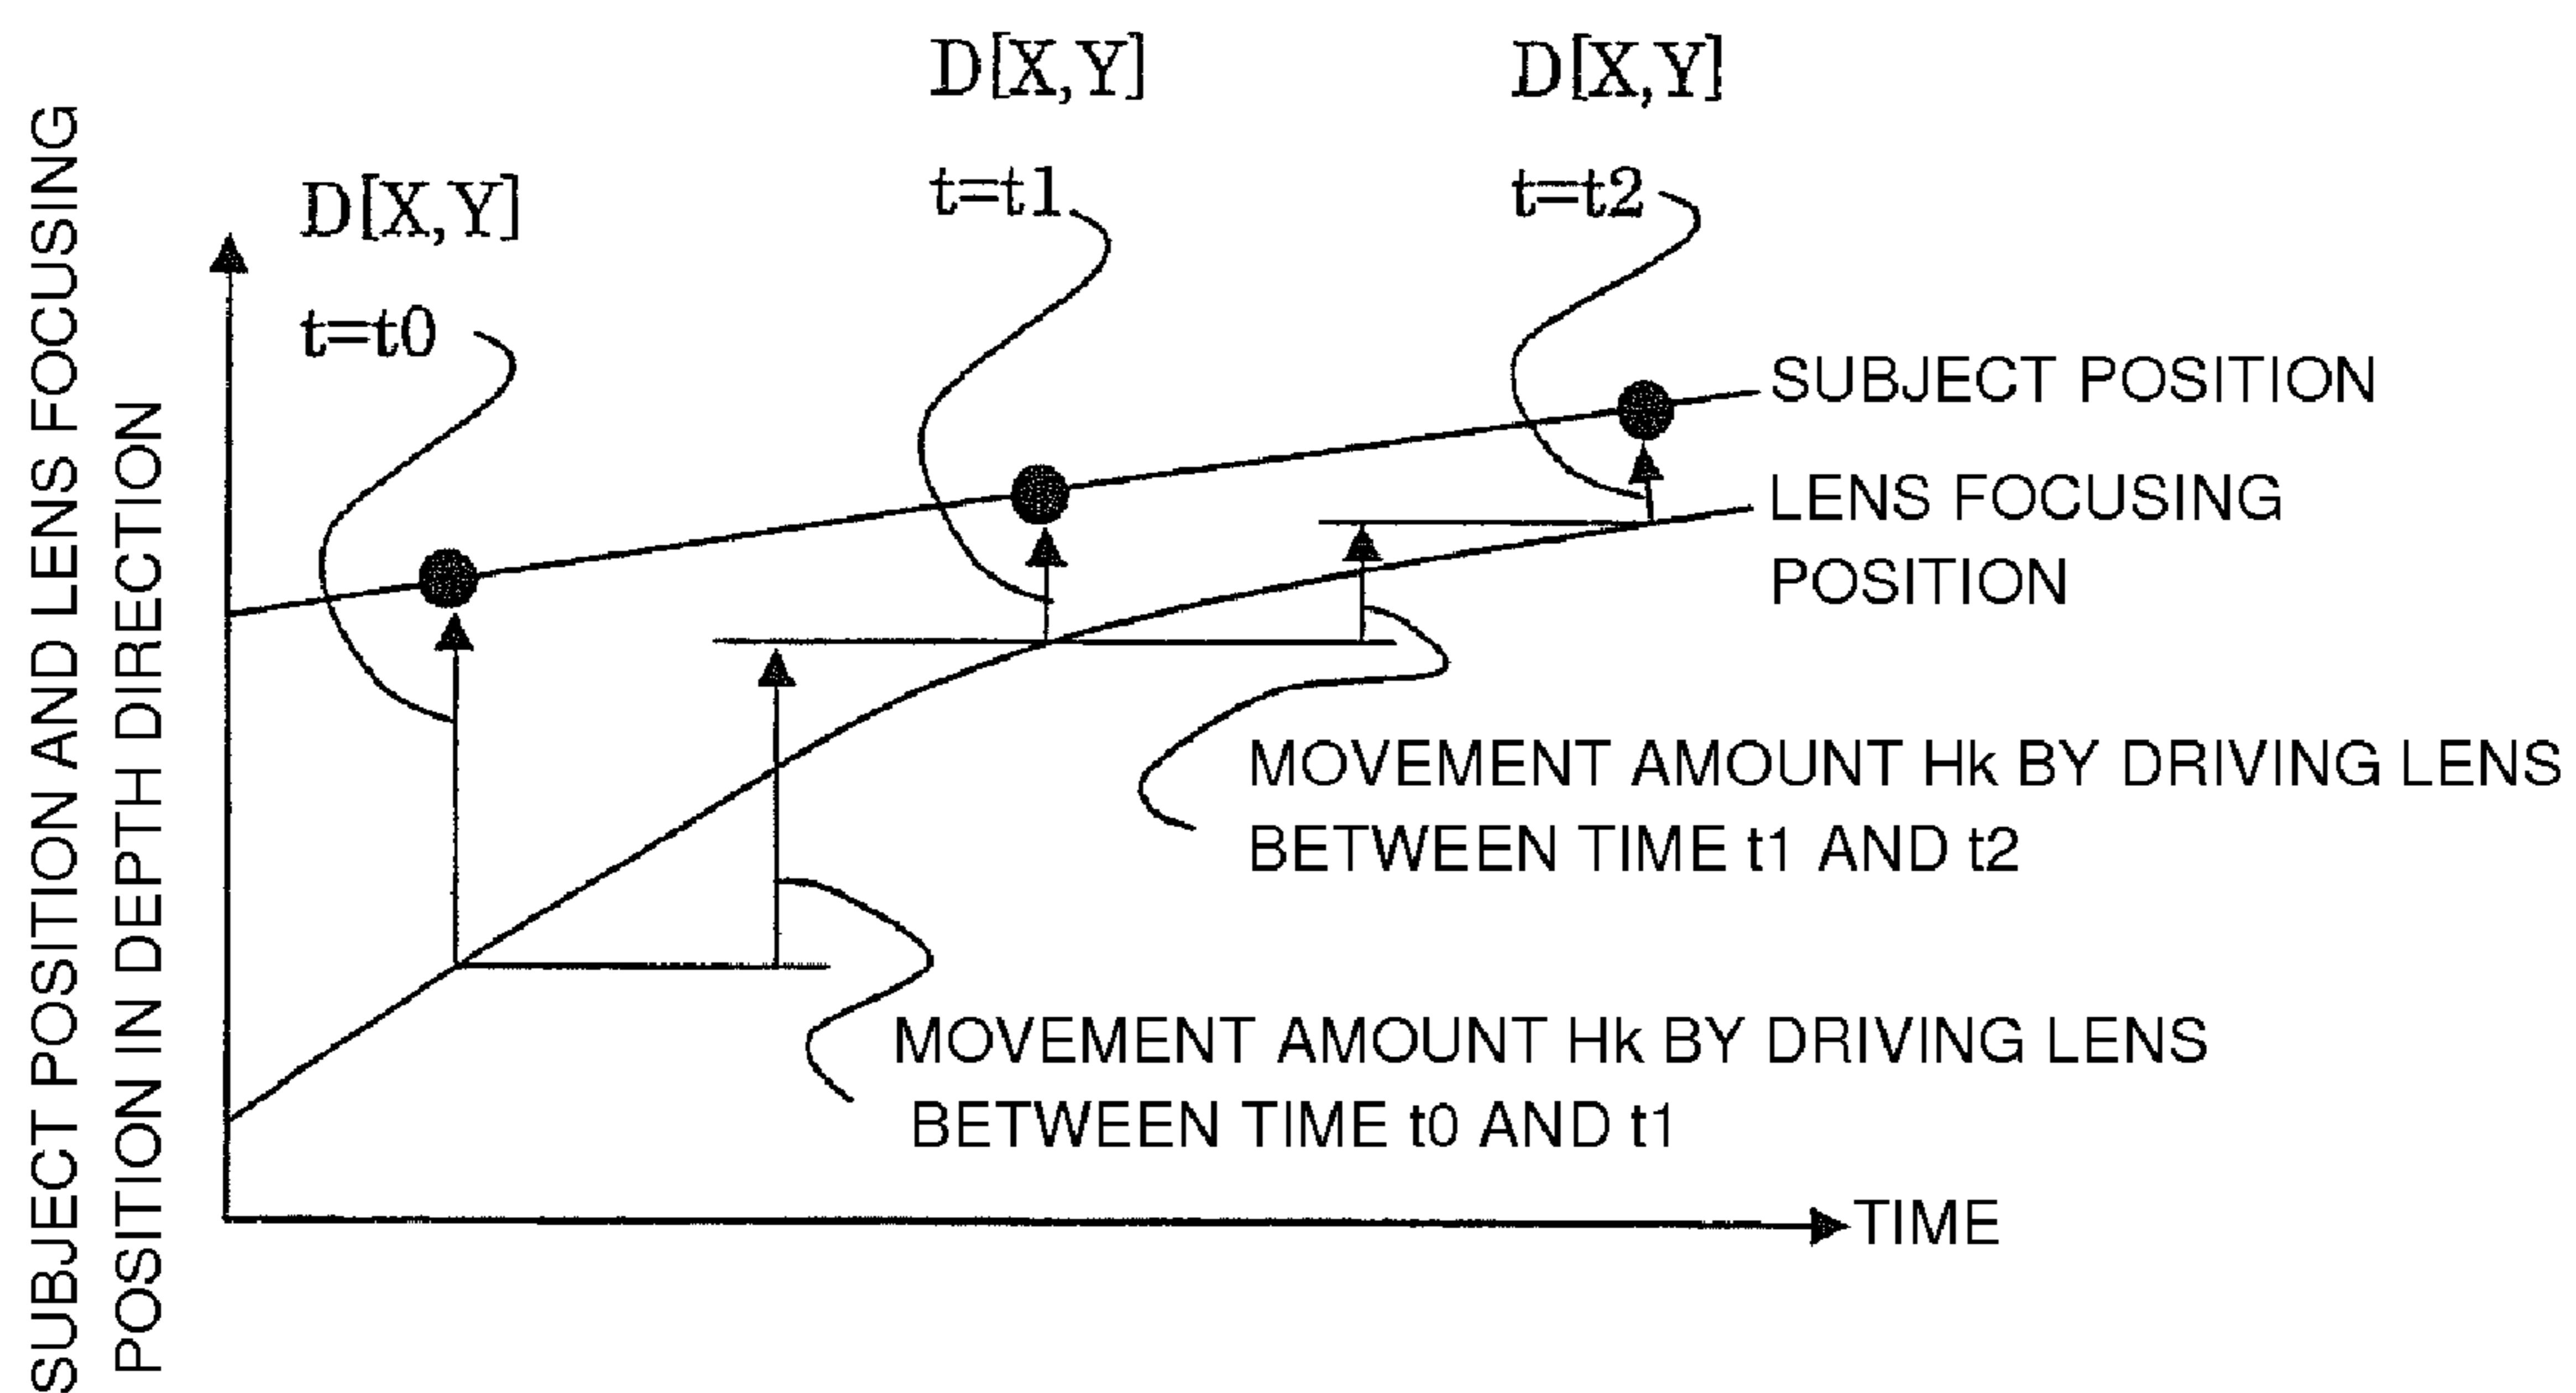 SUBJECT POSITION AND LENS FOCUSING
POSITION IN DEPTH DIRECTION
D[X,Y]
t=t0
D[X,Y]
t=t1
D[X,Y]
t=t2
SUBJECT POSITION
LENS FOCUSING
POSITION
MOVEMENT AMOUNT Hk BY DRIVING LENS
BETWEEN TIME t1 AND t2
MOVEMENT AMOUNT Hk BY DRIVING LENS
BETWEEN TIME t0 AND t1
TIME